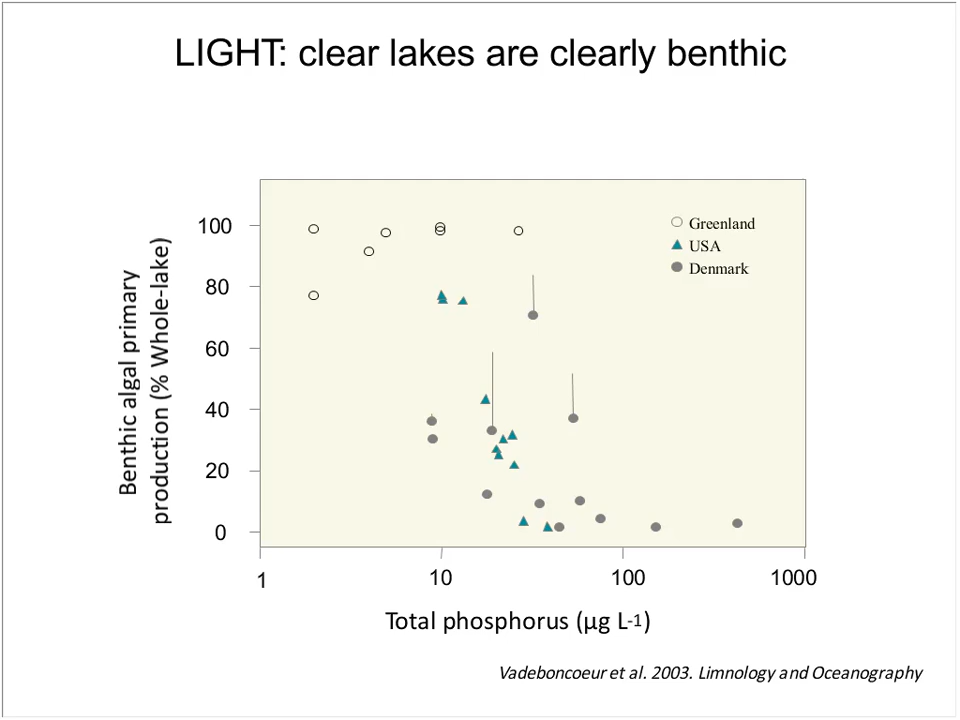 LIGHT: clear lakes are clearly benthic
Benthic algal primary
production (% Whole-lake)
100
80
60
40
20
0
Greenland
USA
Denmark
1
10
100
1000
Total phosphorus (µg L-1)
Vadeboncoeur et al. 2003. Limnology and Oceanography